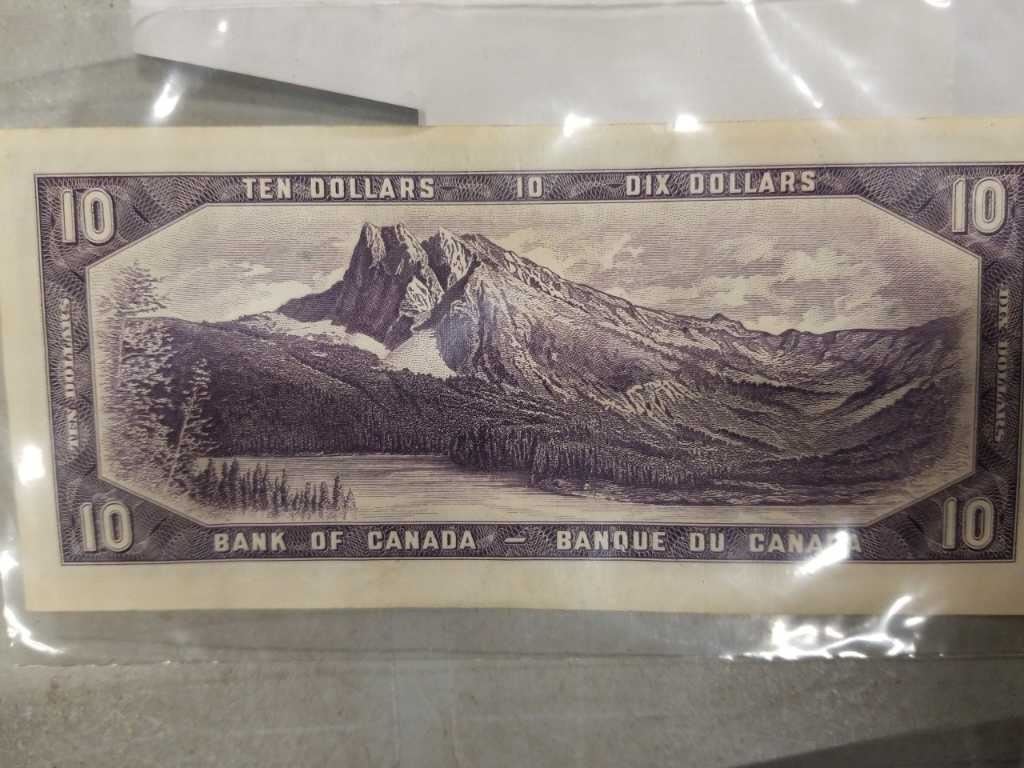 10 TEN DOLLARS 10 DIX DOLLARS 10
TEN DOLLARS
DIX DOLLARS
10 10
BANK OF CANADA — BANQUE DU CANADA